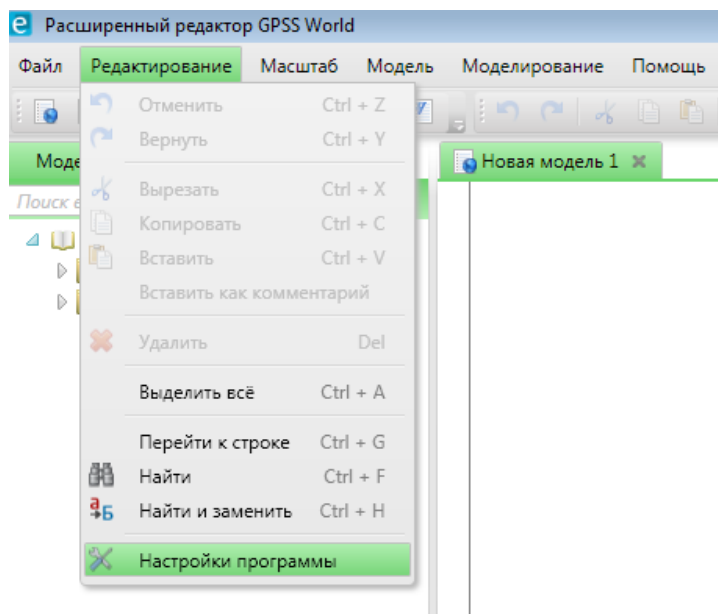 Расширенный редактор GPSS World
Файл Редактирование Масштаб Модель Моделирование Помощь
Новая модель 1
Отменить Ctrl + Z
Вернуть Ctrl + Y
Вырезать Ctrl + X
Копировать Ctrl + C
Вставить Ctrl + V
Вставить как комментарий
Удалить Del
Выделить всё Ctrl + A
Перейти к строке Ctrl + G
Найти Ctrl + F
Найти и заменить Ctrl + H
Настройки программы